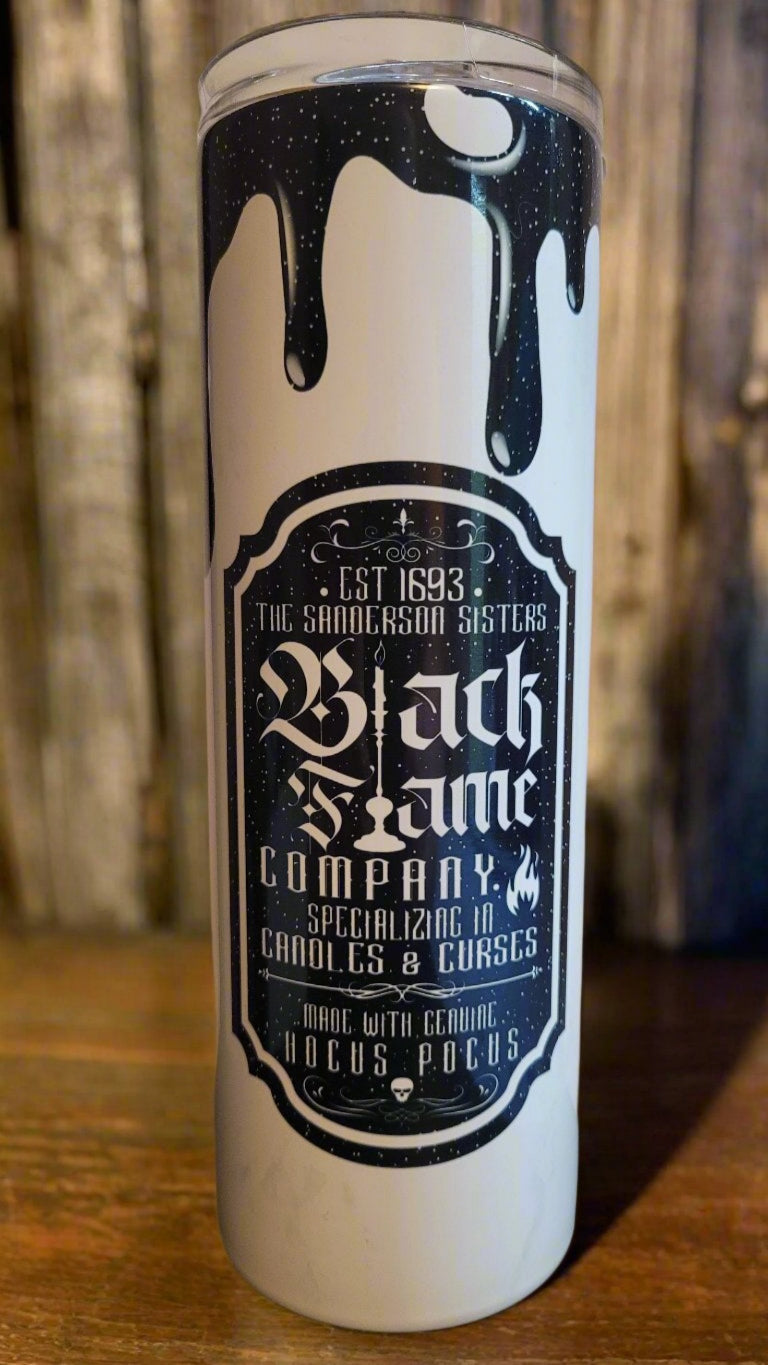 • EST 1693 •
THE SANDERSON SISTERS
Black
Flame
COMPANY.
SPECIALIZING IN
CANDLES & CURSES
MADE WITH GENUINE
HOCUS POCUS